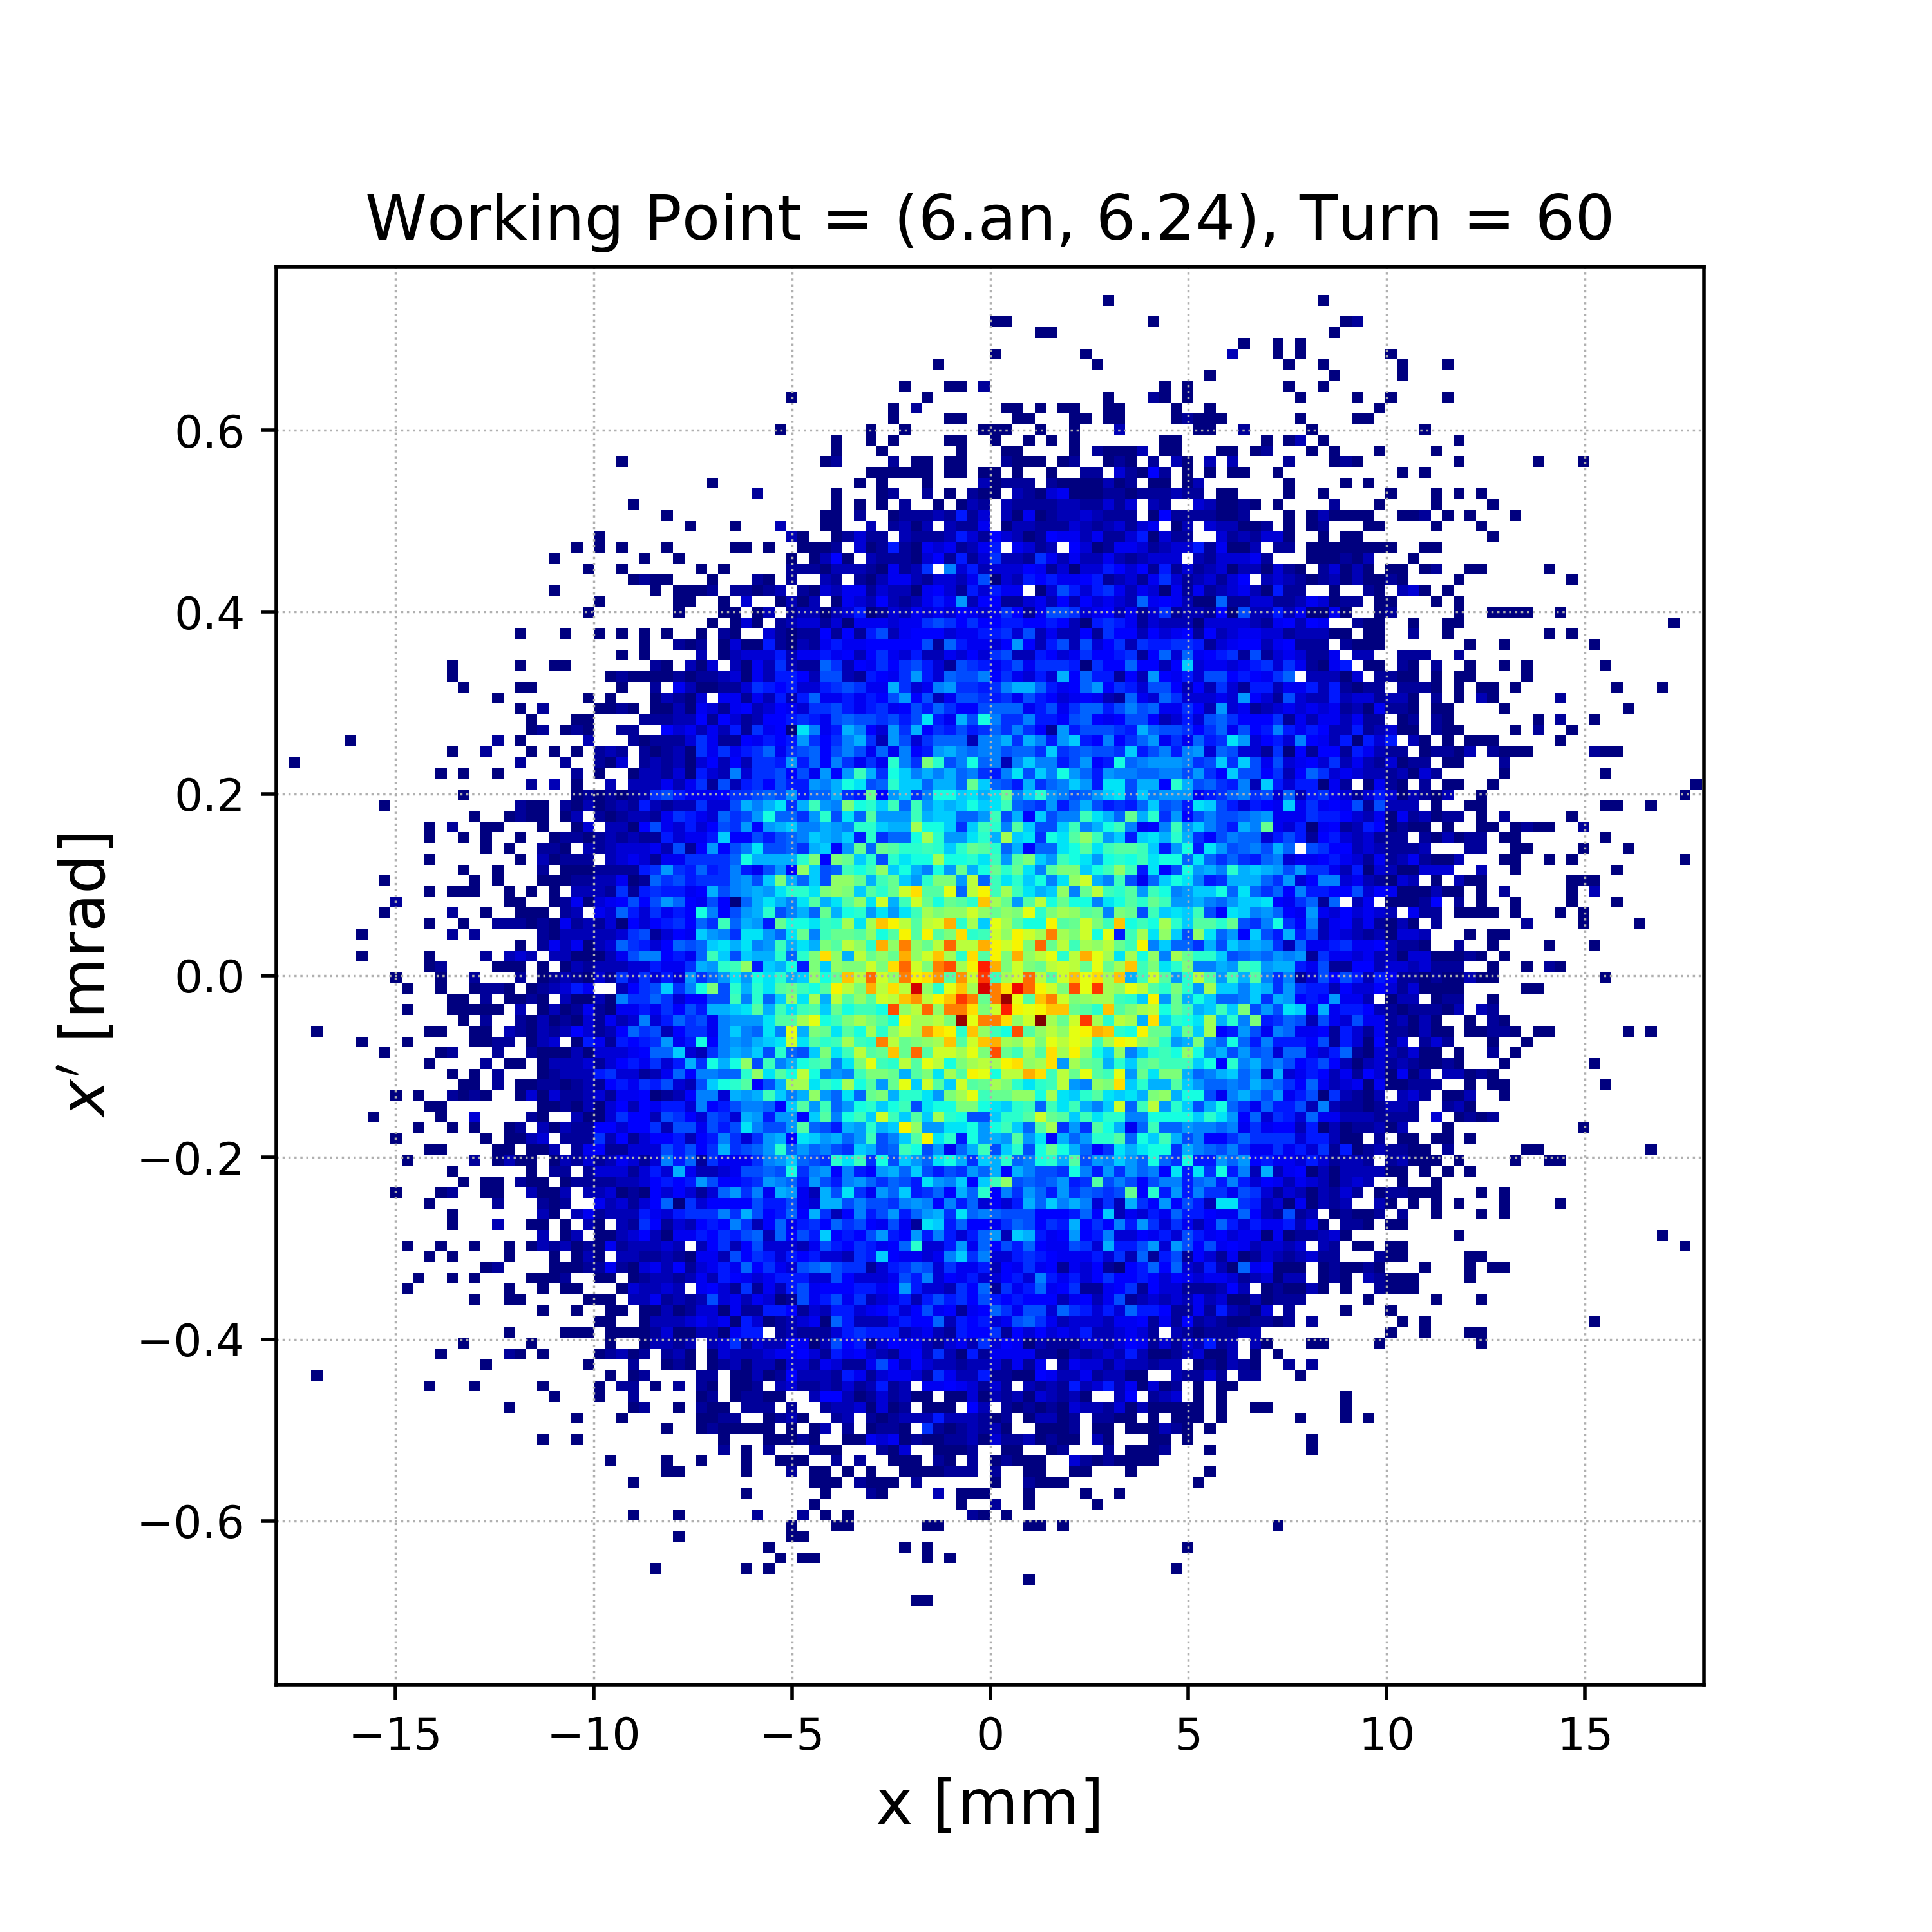 Working Point = (6.an, 6.24), Turn = 60
0.6
0.4
0.2
0.0
−0.2
−0.4
−0.6
x′ [mrad]
−15 −10 −5 0 5 10 15
x [mm]